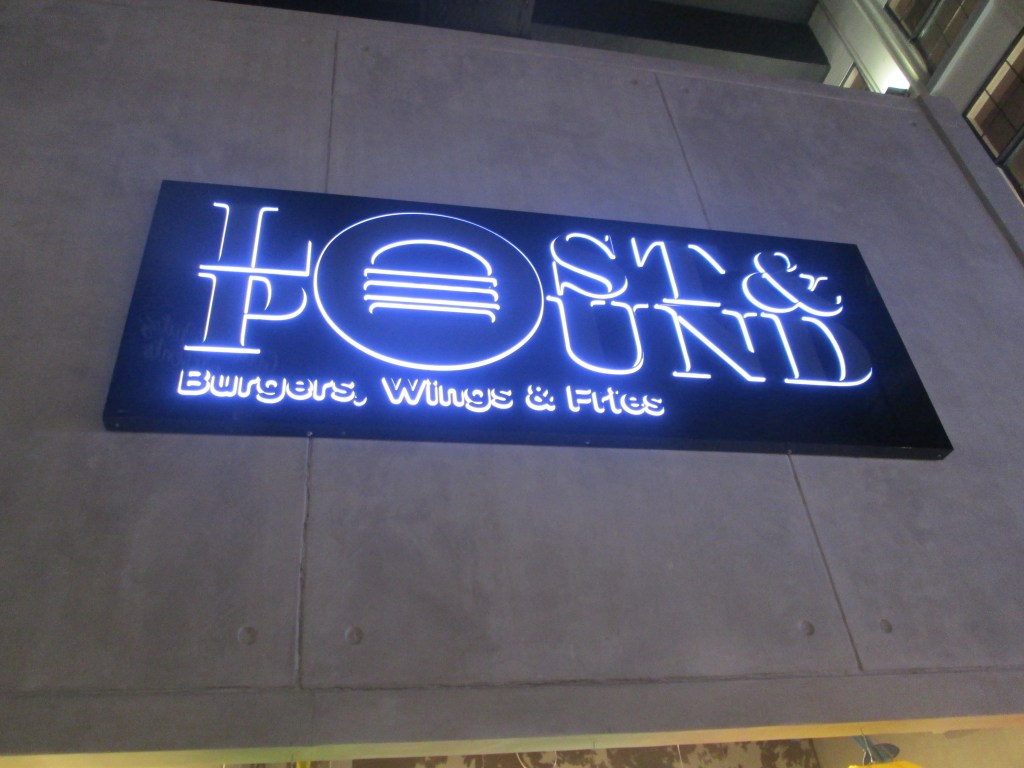 LOST &
FOUND
Burgers, Wings & Fries